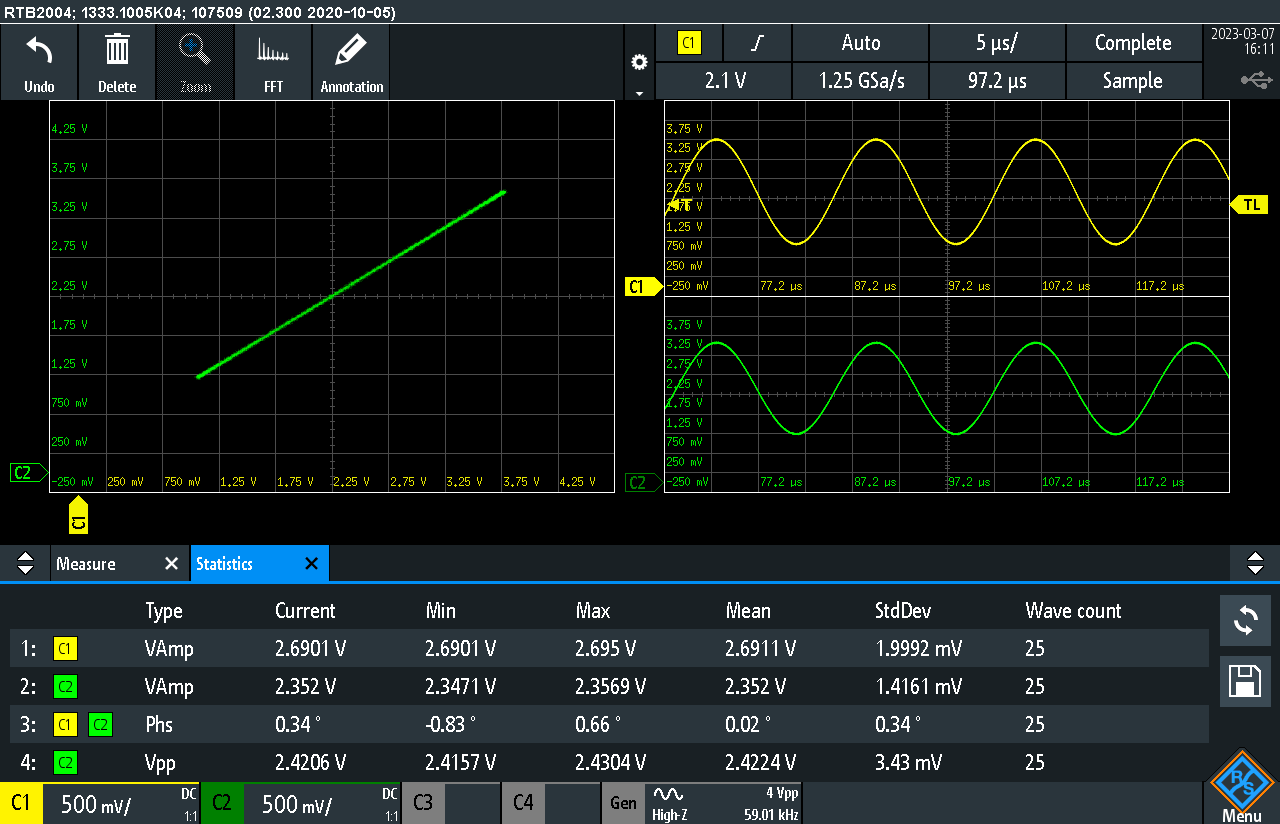 RTB2004; 1333.1005K04; 107509 (02.300 2020-10-05)
Undo Delete Zoom FFT Annotation
C1 Auto 5 µs/ Complete
2.1 V 1.25 GSa/s 97.2 µs Sample
2023-03-07
16:11
4.25 V
3.75 V
3.25 V
2.75 V
2.25 V
1.75 V
1.25 V
750 mV
250 mV
-250 mV 250 mV 750 mV 1.25 V 1.75 V 2.25 V 2.75 V 3.25 V 3.75 V 4.25 V
C2
C1
3.75 V
3.25 V
2.75 V
2.25 V
1.75 V
T
TL
1.25 V
750 mV
250 mV
C1
-250 mV 77.2 µs 87.2 µs 97.2 µs 107.2 µs 117.2 µs
3.75 V
3.25 V
2.75 V
2.25 V
1.75 V
1.25 V
750 mV
250 mV
C2
-250 mV 77.2 µs 87.2 µs 97.2 µs 107.2 µs 117.2 µs
Measure Statistics
Type Current Min Max Mean StdDev Wave count
1: C1 VAmp 2.6901 V 2.6901 V 2.695 V 2.6911 V 1.9992 mV 25
2: C2 VAmp 2.352 V 2.3471 V 2.3569 V 2.352 V 1.4161 mV 25
3: C1 C2 Phs 0.34 ° -0.83 ° 0.66 ° 0.02 ° 0.34 ° 25
4: C2 Vpp 2.4206 V 2.4157 V 2.4304 V 2.4224 V 3.43 mV 25
C1 500 mV/ DC 1:1 C2 500 mV/ DC 1:1 C3 C4 Gen High-Z 4 Vpp 59.01 kHz
R&S
Menu